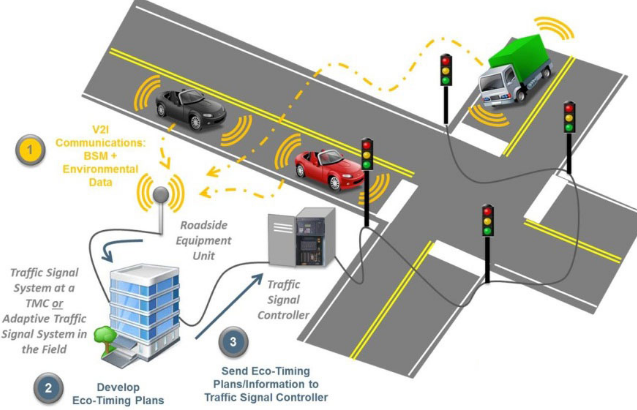 1
V2I
Communications:
BSM +
Environmental
Data
Roadside
Equipment
Unit
Traffic Signal
System at a
TMC or
Adaptive Traffic
Signal System in
the Field
Traffic
Signal
Controller
2
Develop
Eco-Timing Plans
3
Send Eco-Timing
Plans/Information to
Traffic Signal Controller